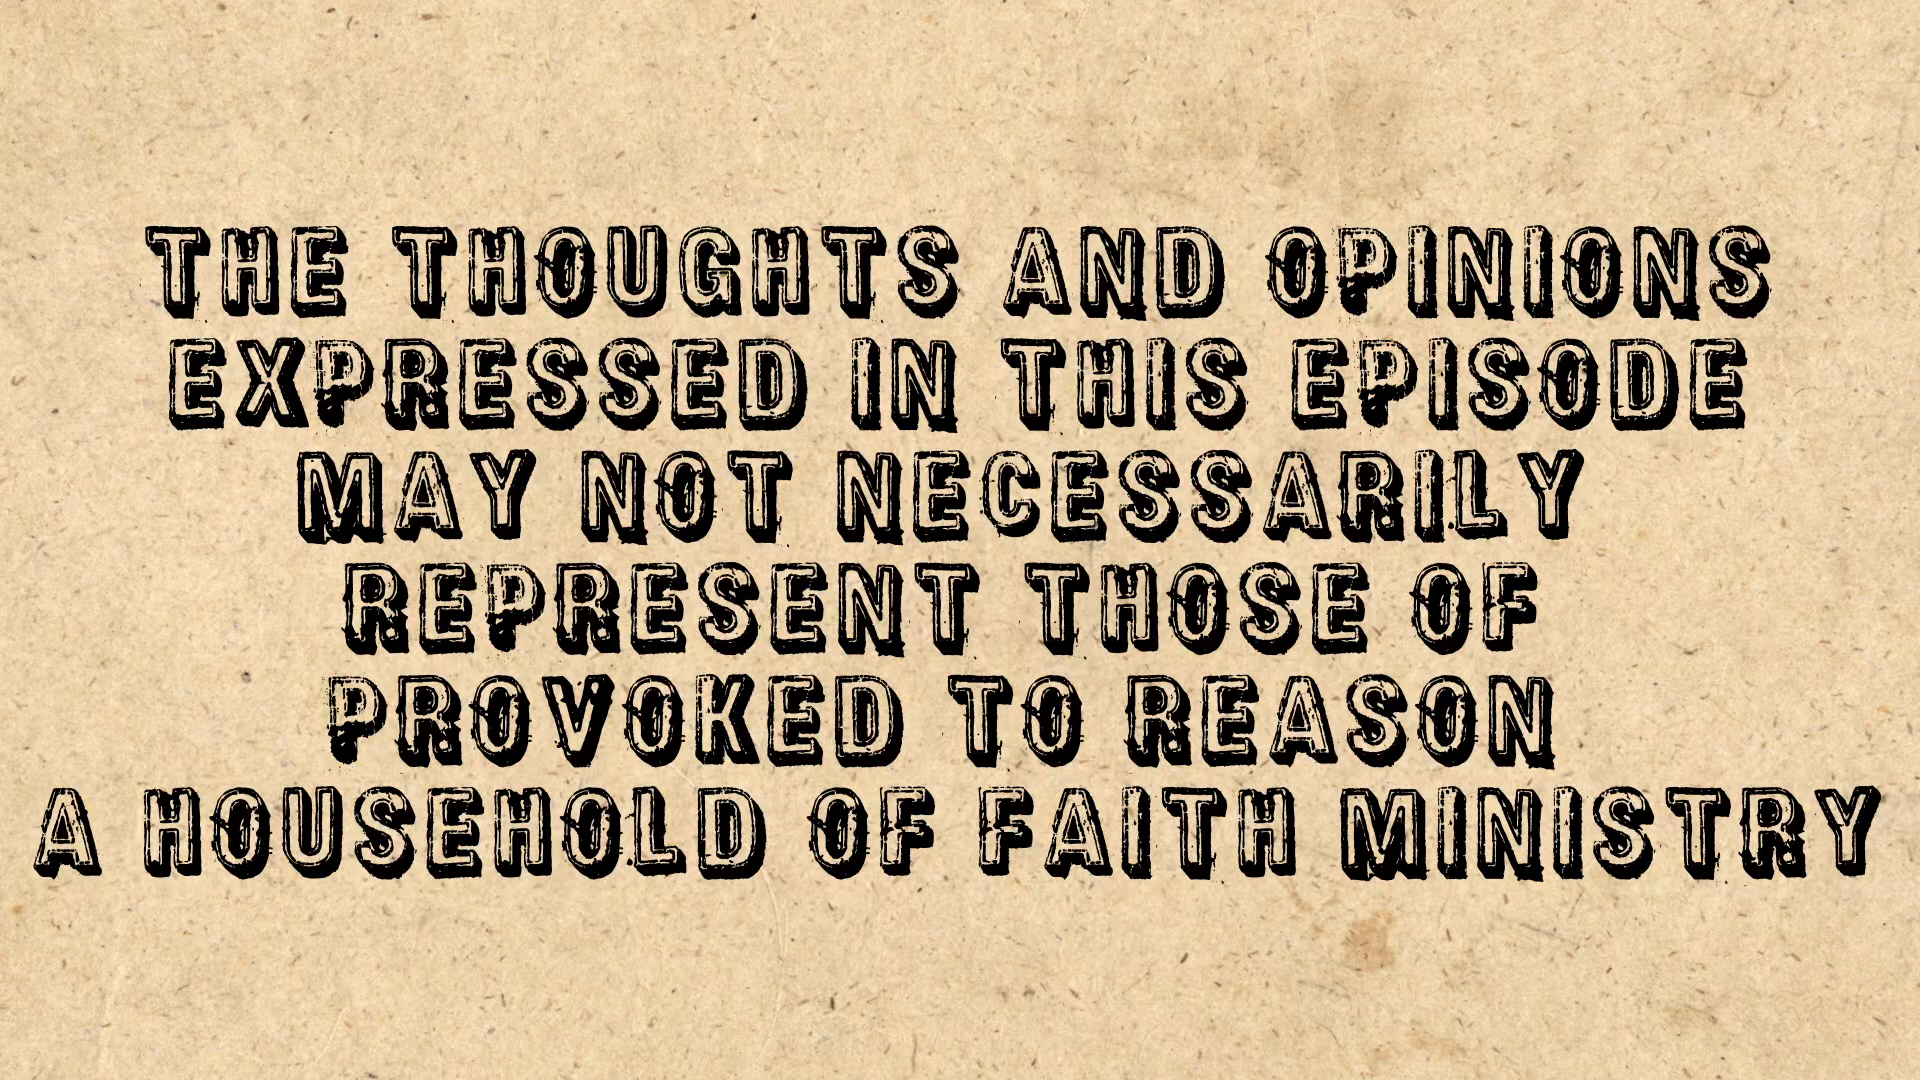 THE THOUGHTS AND OPINIONS
EXPRESSED IN THIS EPISODE
MAY NOT NECESSARILY
REPRESENT THOSE OF
PROVOKED TO REASON
A HOUSEHOLD OF FAITH MINISTRY